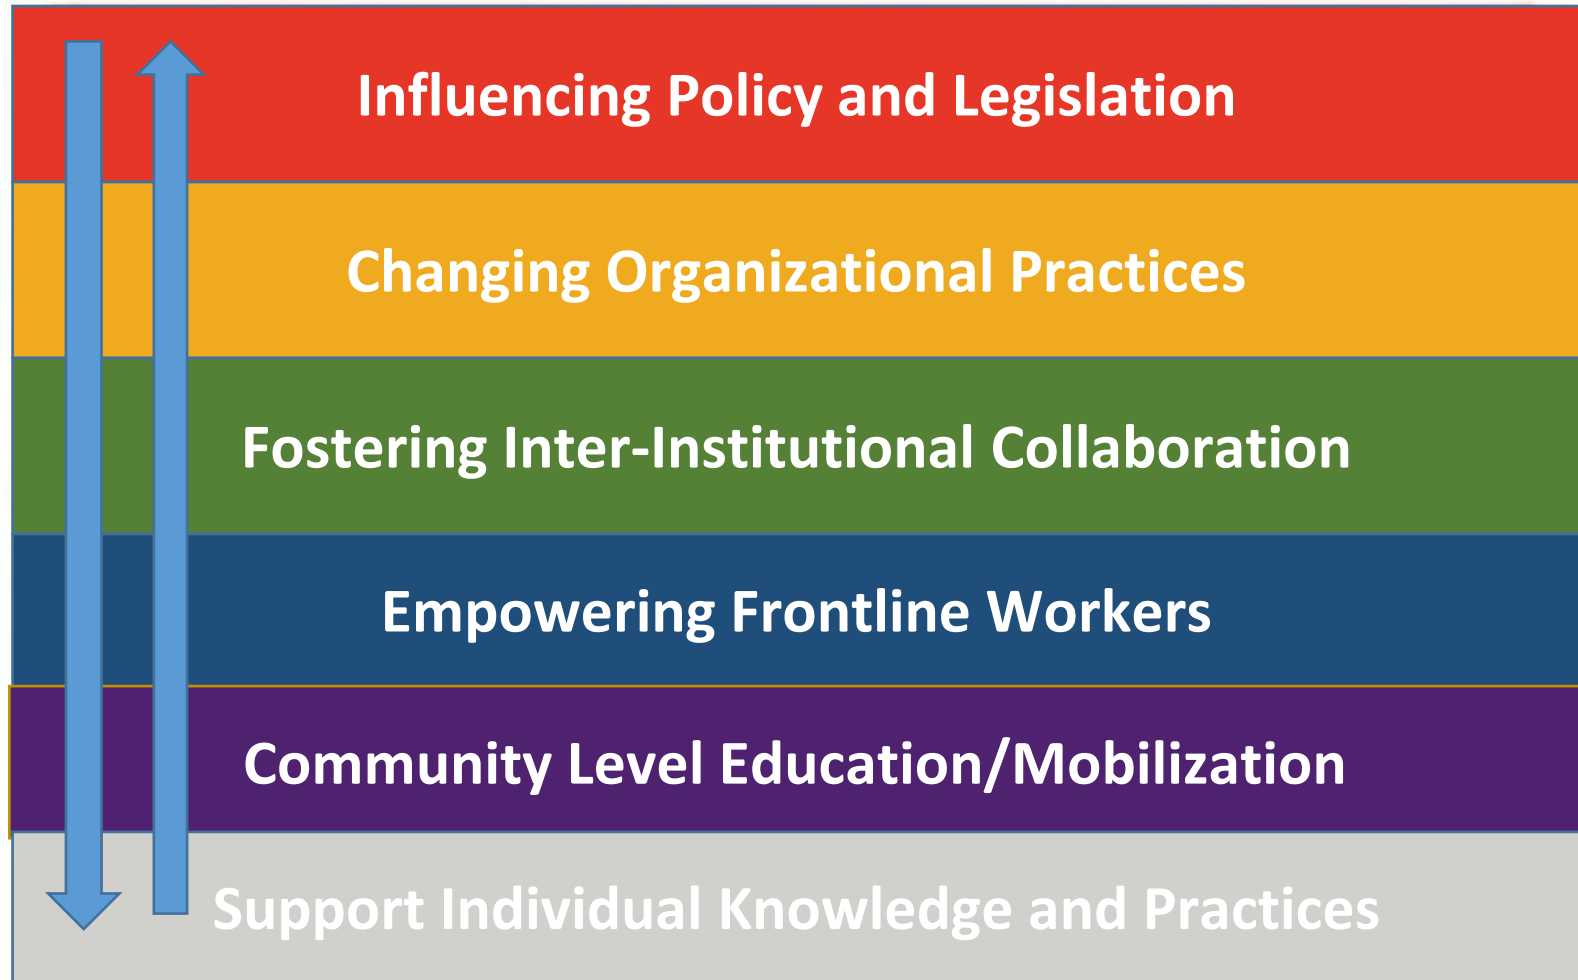 Influencing Policy and Legislation
Changing Organizational Practices
Fostering Inter-Institutional Collaboration
Empowering Frontline Workers
Community Level Education/Mobilization
Support Individual Knowledge and Practices